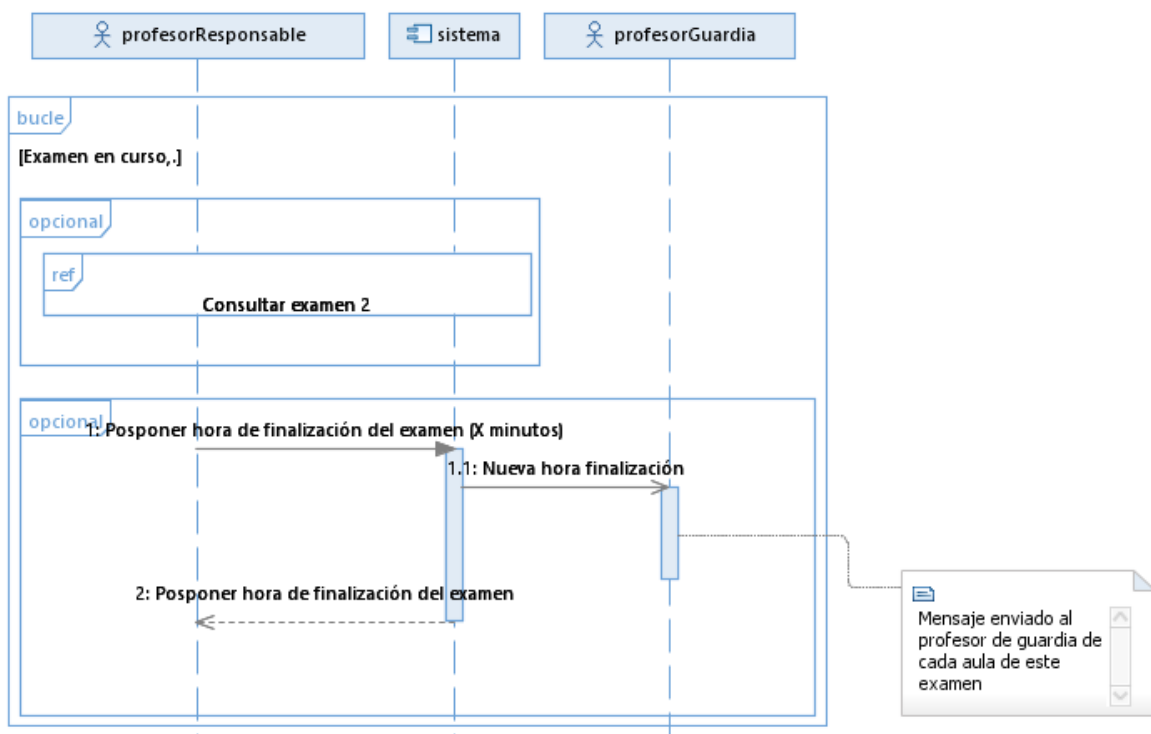 profesorResponsable
sistema
profesorGuardia
bucle
[Examen en curso,.]
opcional
ref
Consultar examen 2
opcional
1: Posponer hora de finalización del examen (X minutos)
1.1: Nueva hora finalización
2: Posponer hora de finalización del examen
Mensaje enviado al
profesor de guardia de
cada aula de este
examen